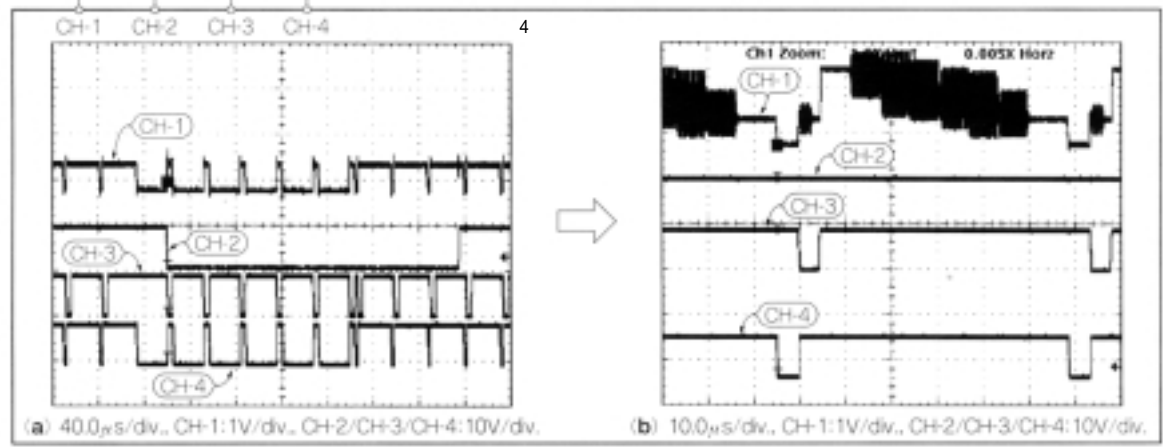 CH-1 CH-2 CH-3 CH-4
4
Ch1 Zoom: 0.005X Horz
CH-1
CH-1
CH-2
CH-2
CH-3
CH-3
CH-4
CH-4
(a) 40.0μs/div., CH-1:1V/div., CH-2/CH-3/CH-4:10V/div.
(b) 10.0μs/div., CH-1:1V/div., CH-2/CH-3/CH-4:10V/div.